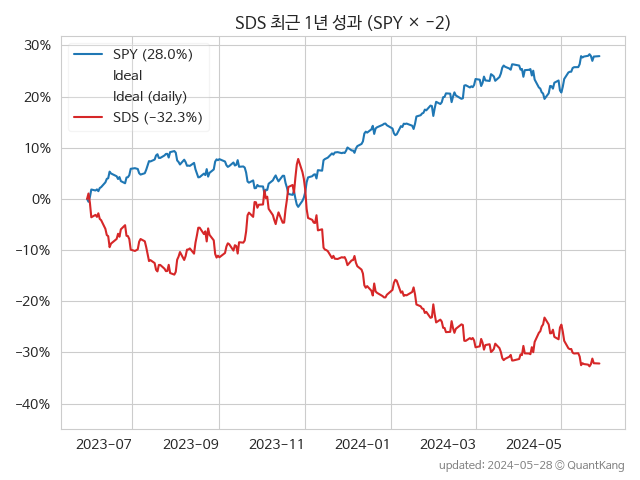 SDS 최근 1년 성과 (SPY × −2)
30%
20%
10%
0%
−10%
−20%
−30%
−40%
SPY (28.0%)
Ideal
Ideal (daily)
SDS (−32.3%)
2023−07
2023−09
2023−11
2024−01
2024−03
2024−05
updated: 2024-05-28 © QuantKang